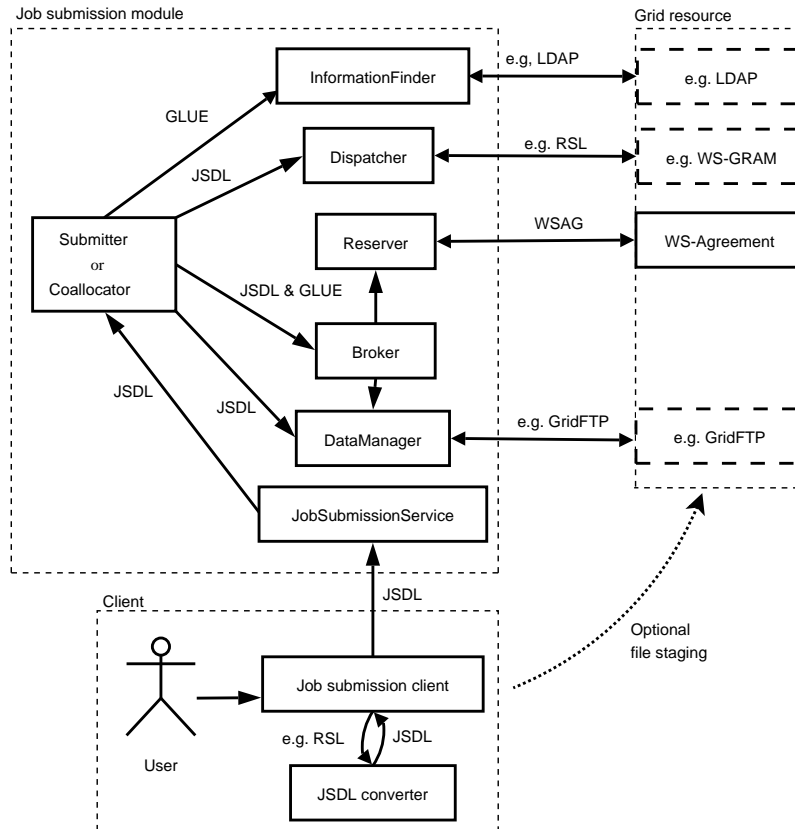 Job submission module
Grid resource
InformationFinder
e.g, LDAP
e.g. LDAP
GLUE
Dispatcher
e.g. RSL
e.g. WS-GRAM
JSDL
Submitter
or
Coallocator
Reserver
WSAG
WS-Agreement
JSDL & GLUE
Broker
JSDL
JSDL
DataManager
e.g. GridFTP
e.g. GridFTP
JobSubmissionService
JSDL
Client
Optional
file staging
Job submission client
User
e.g. RSL
JSDL
JSDL converter